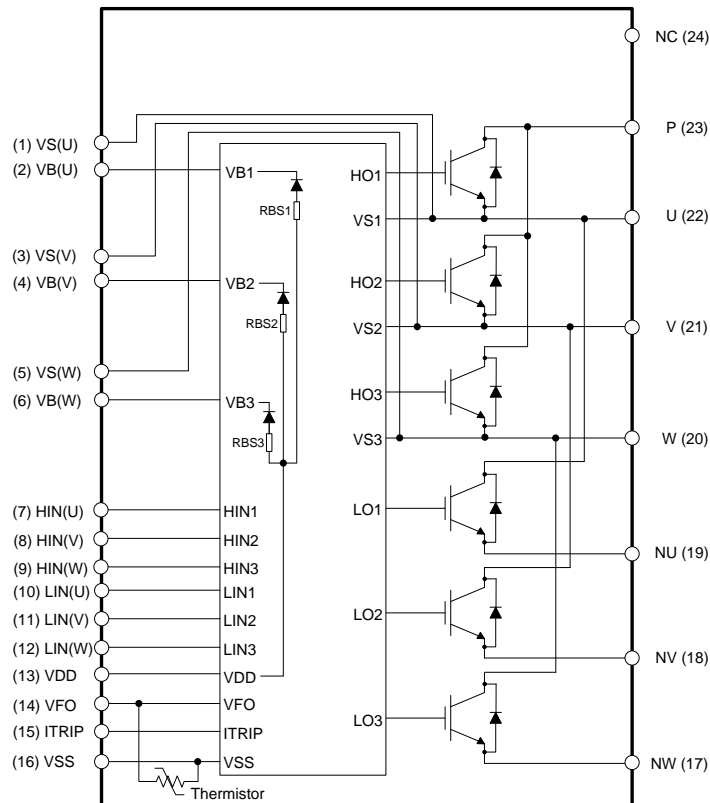 NC (24)
P (23)
(1) VS(U)
(2) VB(U)
VB1
HO1
RBS1
VS1
U (22)
(3) VS(V)
(4) VB(V)
VB2
HO2
RBS2
VS2
V (21)
(5) VS(W)
(6) VB(W)
VB3
HO3
RBS3
VS3
W (20)
(7) HIN(U)
HIN1
LO1
(8) HIN(V)
HIN2
(9) HIN(W)
HIN3
NU (19)
(10) LIN(U)
LIN1
(11) LIN(V)
LIN2
LO2
(12) LIN(W)
LIN3
NV (18)
(13) VDD
VDD
(14) VFO
VFO
LO3
(15) ITRIP
ITRIP
(16) VSS
VSS
NW (17)
Thermistor